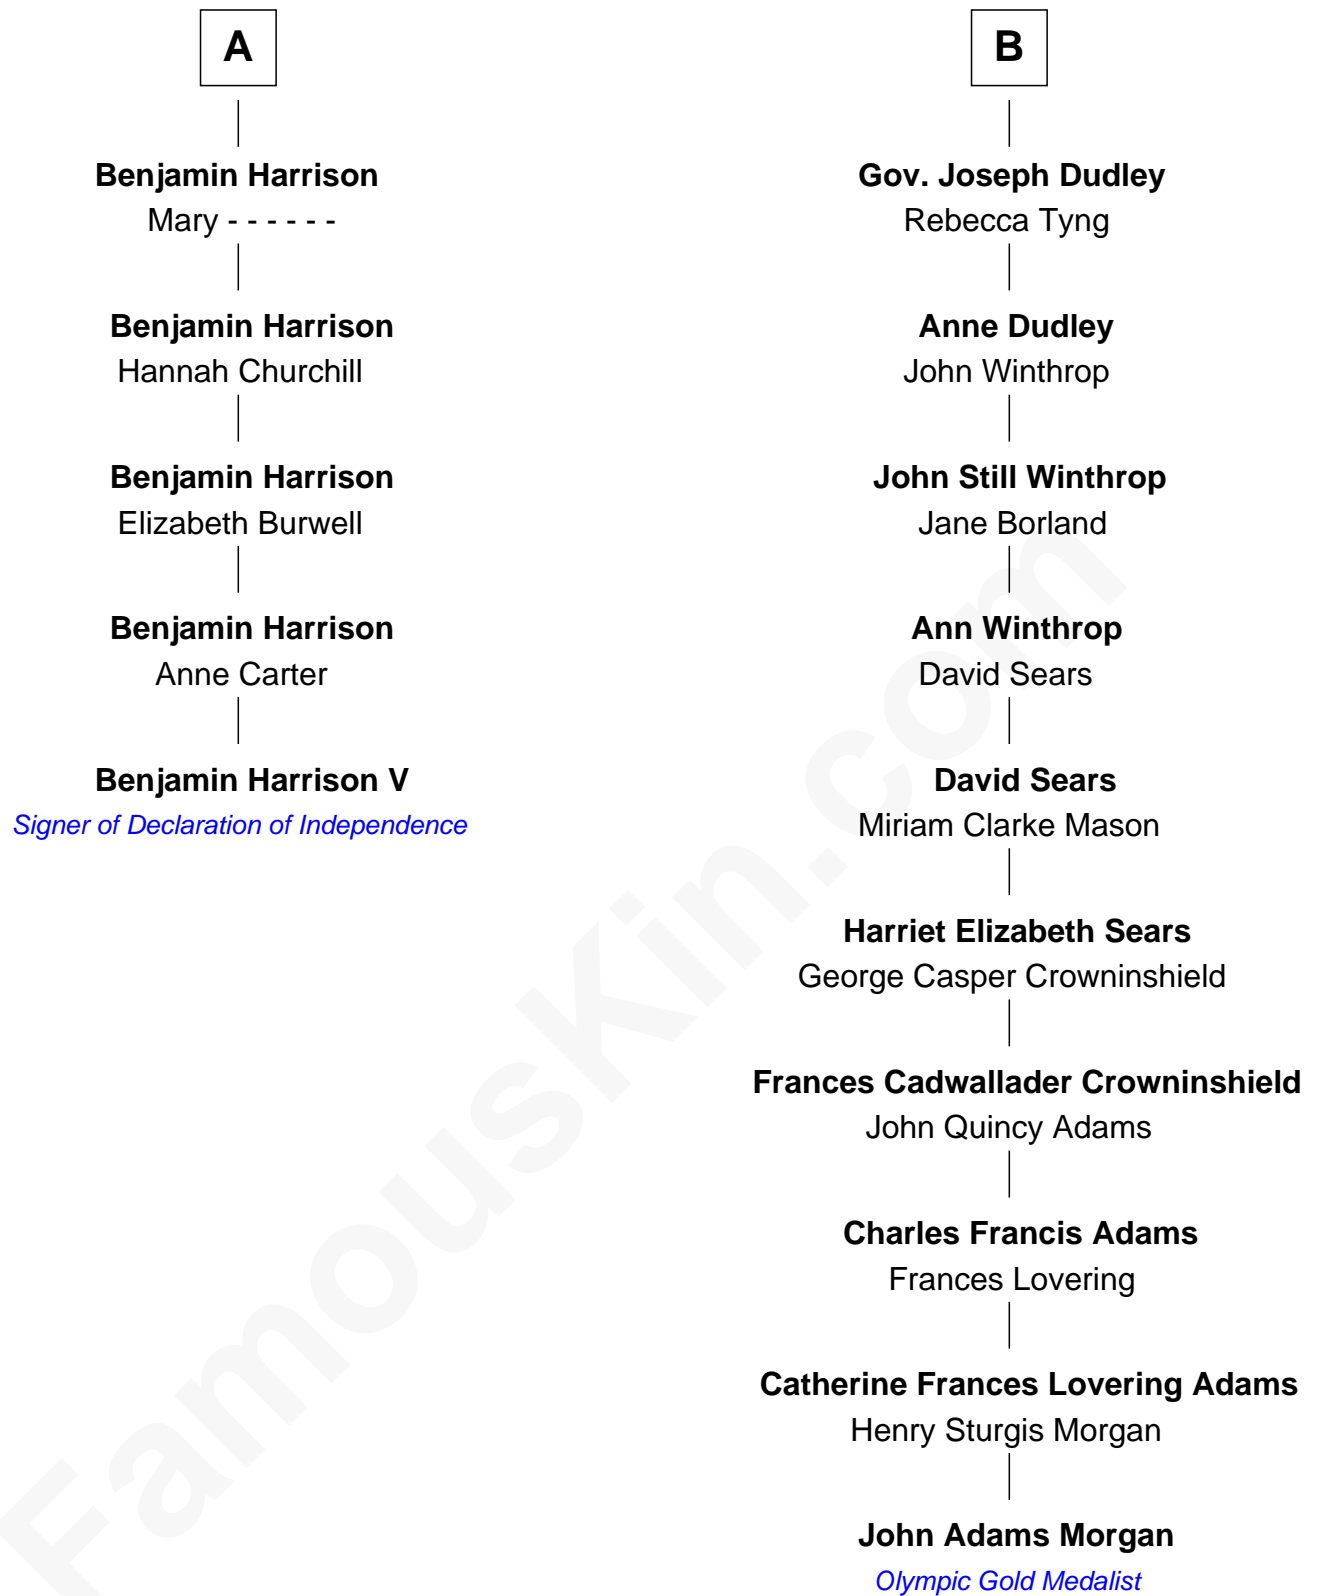 A
Benjamin Harrison
Mary - - - - - -
Benjamin Harrison
Hannah Churchill
Benjamin Harrison
Elizabeth Burwell
Benjamin Harrison
Anne Carter
Benjamin Harrison V
Signer of Declaration of Independence
B
Gov. Joseph Dudley
Rebecca Tyng
Anne Dudley
John Winthrop
John Still Winthrop
Jane Borland
Ann Winthrop
David Sears
David Sears
Miriam Clarke Mason
Harriet Elizabeth Sears
George Casper Crowninshield
Frances Cadwallader Crowninshield
John Quincy Adams
Charles Francis Adams
Frances Lovering
Catherine Frances Lovering Adams
Henry Sturgis Morgan
John Adams Morgan
Olympic Gold Medalist
FamousKin.com